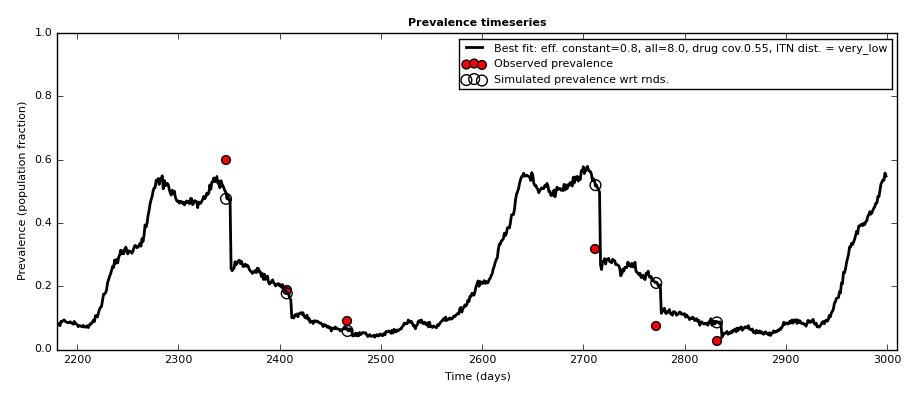 Prevalence timeseries
Best fit: eff. constant=0.8, all=8.0, drug cov.0.55, ITN dist. = very_low
Observed prevalence
Simulated prevalence wrt rnds.
Prevalence (population fraction)
1.0
0.8
0.6
0.4
0.2
0.0
2200 2300 2400 2500 2600 2700 2800 2900 3000
Time (days)